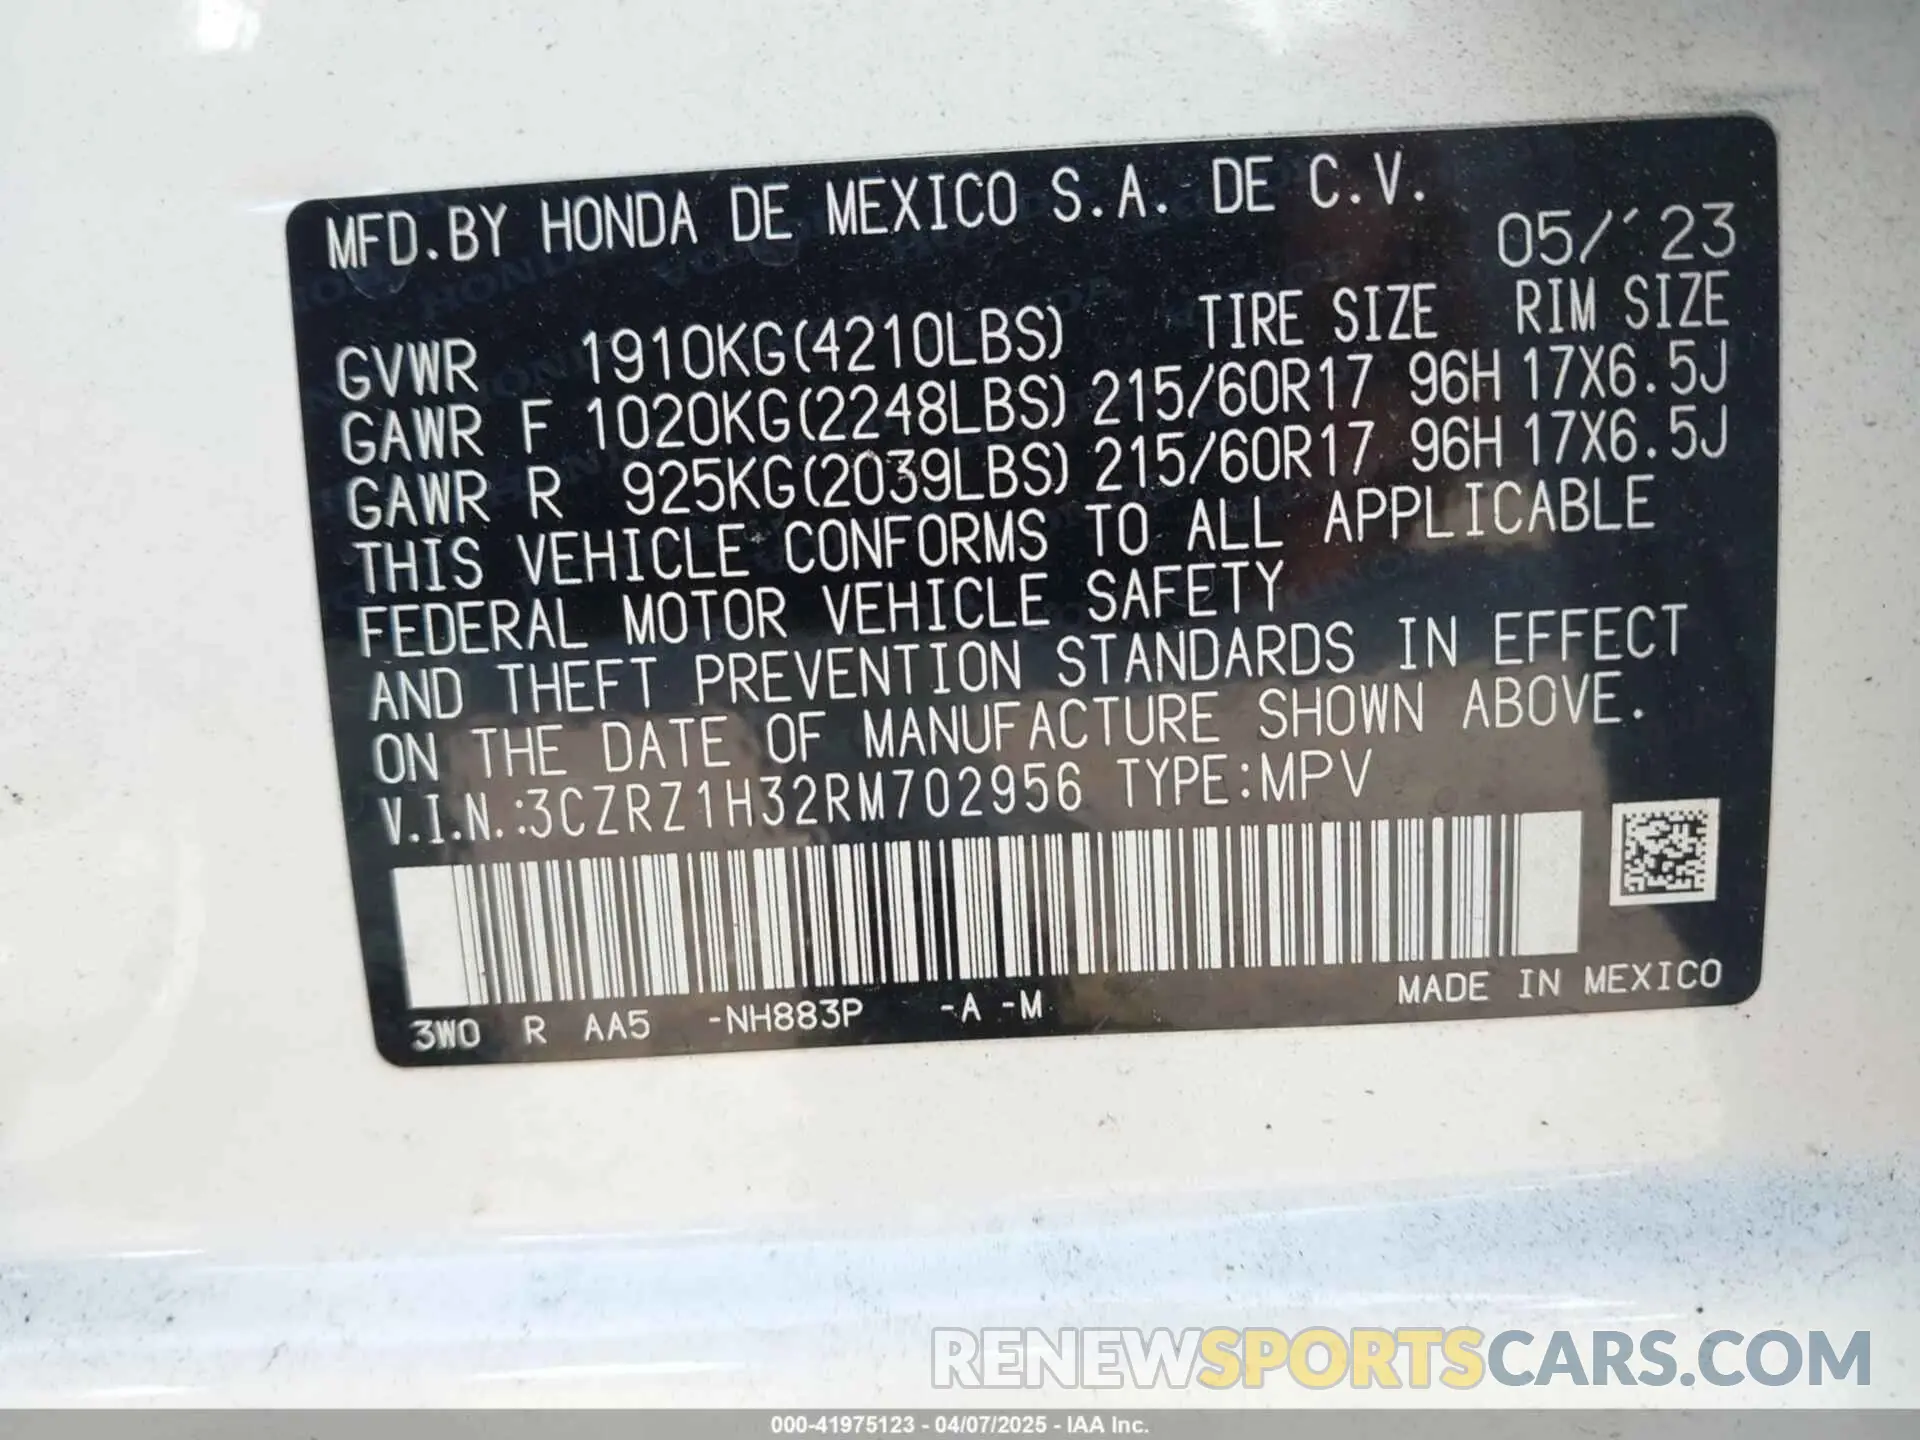 MFD.BY HONDA DE MEXICO S.A. DE C.V.
05/'23
GVWR 1910KG(4210LBS) TIRE SIZE RIM SIZE
GAWR F 1020KG(2248LBS) 215/60R17 96H 17X6.5J
GAWR R 925KG(2039LBS) 215/60R17 96H 17X6.5J
THIS VEHICLE CONFORMS TO ALL APPLICABLE
FEDERAL MOTOR VEHICLE SAFETY
AND THEFT PREVENTION STANDARDS IN EFFECT
ON THE DATE OF MANUFACTURE SHOWN ABOVE.
V.I.N.:3CZRZ1H32RM702956 TYPE:MPV
3W0 R AA5 -NH883P -A -M MADE IN MEXICO
RENEWSPORTSCARS.COM
000-41975123 - 04/07/2025 - IAA Inc.